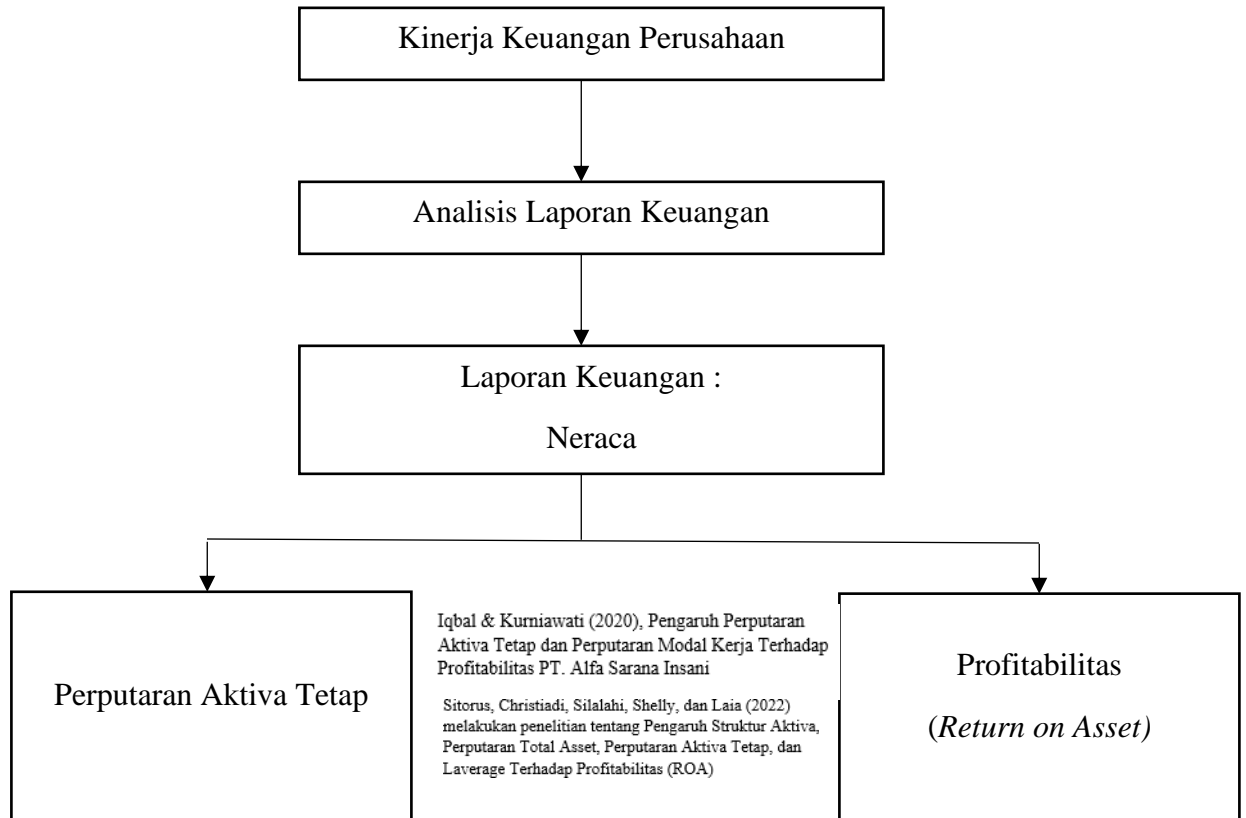 Kinerja Keuangan Perusahaan
Analisis Laporan Keuangan
Laporan Keuangan :
Neraca
Perputaran Aktiva Tetap
Iqbal & Kurniawati (2020), Pengaruh Perputaran
Aktiva Tetap dan Perputaran Modal Kerja Terhadap
Profitabilitas PT. Alfa Sarana Insani
Sitorus, Christiadi, Silalahi, Shelly, dan Laia (2022)
melakukan penelitian tentang Pengaruh Struktur Aktiva,
Perputaran Total Asset, Perputaran Aktiva Tetap, dan
Laverage Terhadap Profitabilitas (ROA)
Profitabilitas
(Return on Asset)